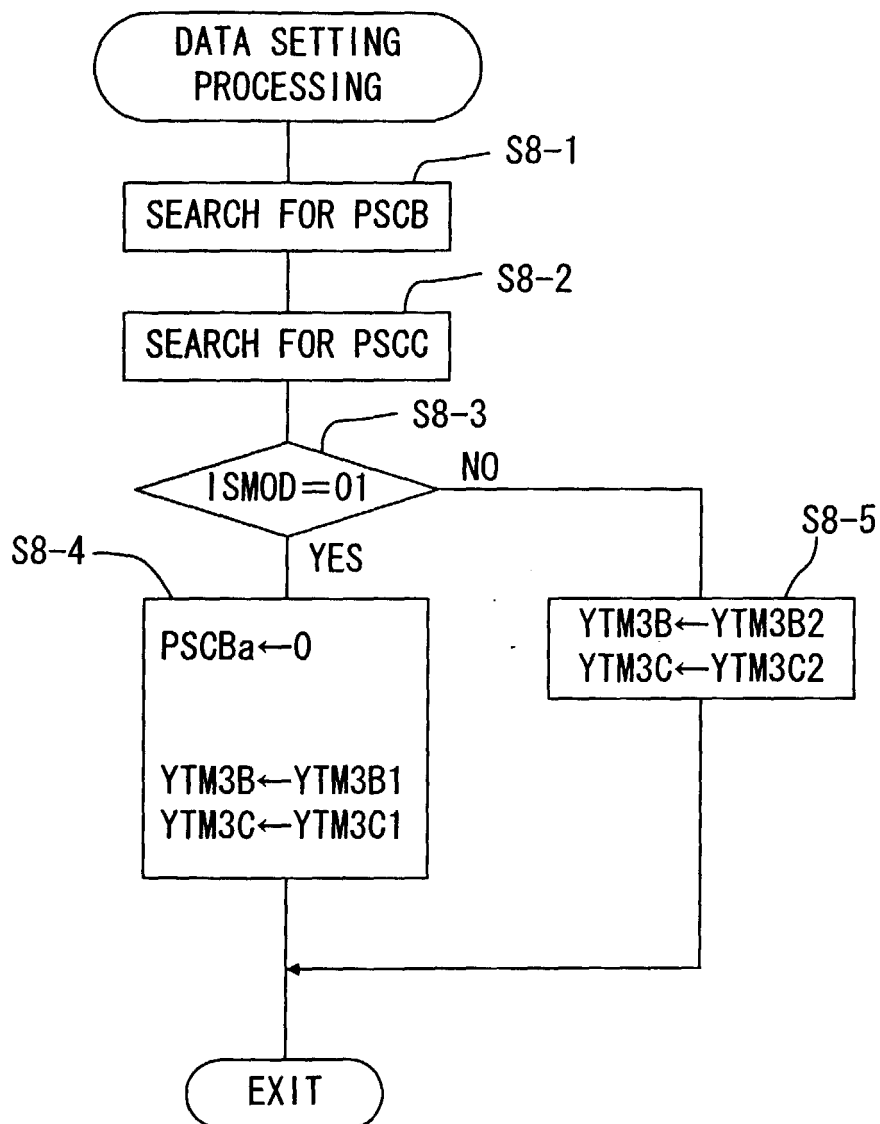 DATA SETTING
PROCESSING
S8-1
SEARCH FOR PSCB
S8-2
SEARCH FOR PSCC
S8-3
ISMOD=01
NO
YES
S8-4
PSCBa←0
YTM3B←YTM3B1
YTM3C←YTM3C1
S8-5
YTM3B←YTM3B2
YTM3C←YTM3C2
EXIT